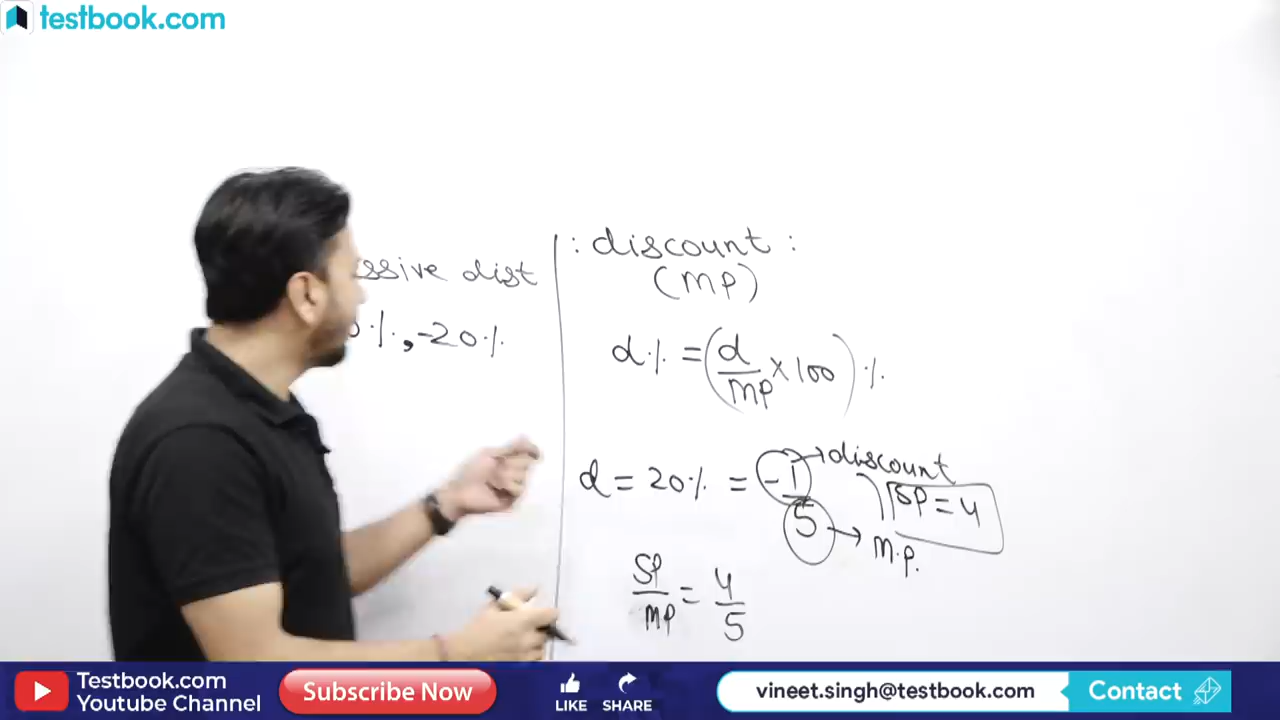 testbook.com
ssive dist
0%, -20%
: discount :
(MP)
d% = (d/MP × 100) %
d = 20% = -1/5
discount
SP = 4
M.P.
SP/MP = 4/5
Testbook.com
Youtube Channel
Subscribe Now
LIKE
SHARE
vineet.singh@testbook.com
Contact